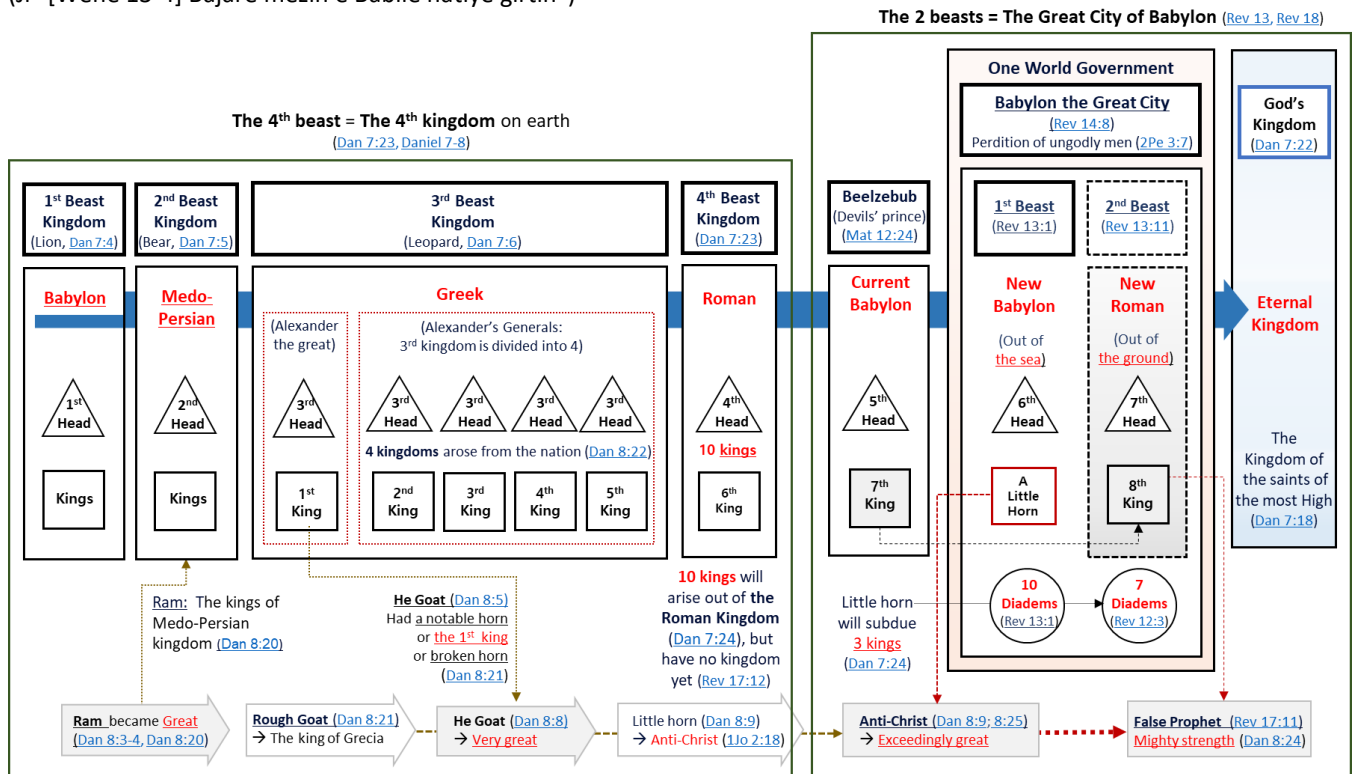 The 2 beasts = The Great City of Babylon (Rev 13, Rev 18)
The 4th beast = The 4th kingdom on earth
(Dan 7:23, Daniel 7-8)
1st Beast
Kingdom
(Lion, Dan 7:4)
2nd Beast
Kingdom
(Bear, Dan 7:5)
3rd Beast
Kingdom
(Leopard, Dan 7:6)
4th Beast
Kingdom
(Dan 7:23)
Babylon
Medo-
Persian
Greek
Roman
(Alexander
the great)
(Alexander's Generals:
3rd kingdom is divided into 4)
1st
Head
2nd
Head
3rd
Head
3rd
Head
3rd
Head
3rd
Head
3rd
Head
4th
Head
4 kingdoms arose from the nation (Dan 8:22)
10 kings
Kings
Kings
1st
King
2nd
King
3rd
King
4th
King
5th
King
6th
King
Ram: The kings of
Medo-Persian
kingdom (Dan 8:20)
He Goat (Dan 8:5)
Had a notable horn
or the 1st king
or broken horn
(Dan 8:21)
10 kings will
arise out of the
Roman Kingdom
(Dan 7:24), but
have no kingdom
yet (Rev 17:12)
One World Government
Babylon the Great City
(Rev 14:8)
Perdition of ungodly men (2Pe 3:7)
God's
Kingdom
(Dan 7:22)
Beelzebub
(Devils' prince)
(Mat 12:24)
1st Beast
(Rev 13:1)
2nd Beast
(Rev 13:11)
Current
Babylon
New
Babylon
New
Roman
Eternal
Kingdom
(Out of
the sea)
(Out of
the ground)
5th
Head
6th
Head
7th
Head
7th
King
A
Little
Horn
8th
King
The
Kingdom of
the saints of
the most High
(Dan 7:18)
Little horn
will subdue
3 kings
(Dan 7:24)
10
Diadems
(Rev 13:1)
7
Diadems
(Rev 12:3)
Ram became Great
(Dan 8:3-4, Dan 8:20)
Rough Goat (Dan 8:21)
→ The king of Grecia
He Goat (Dan 8:8)
→ Very great
Little horn (Dan 8:9)
→ Anti-Christ (1Jo 2:18)
Anti-Christ (Dan 8:9; 8:25)
→ Exceedingly great
False Prophet (Rev 17:11)
Mighty strength (Dan 8:24)